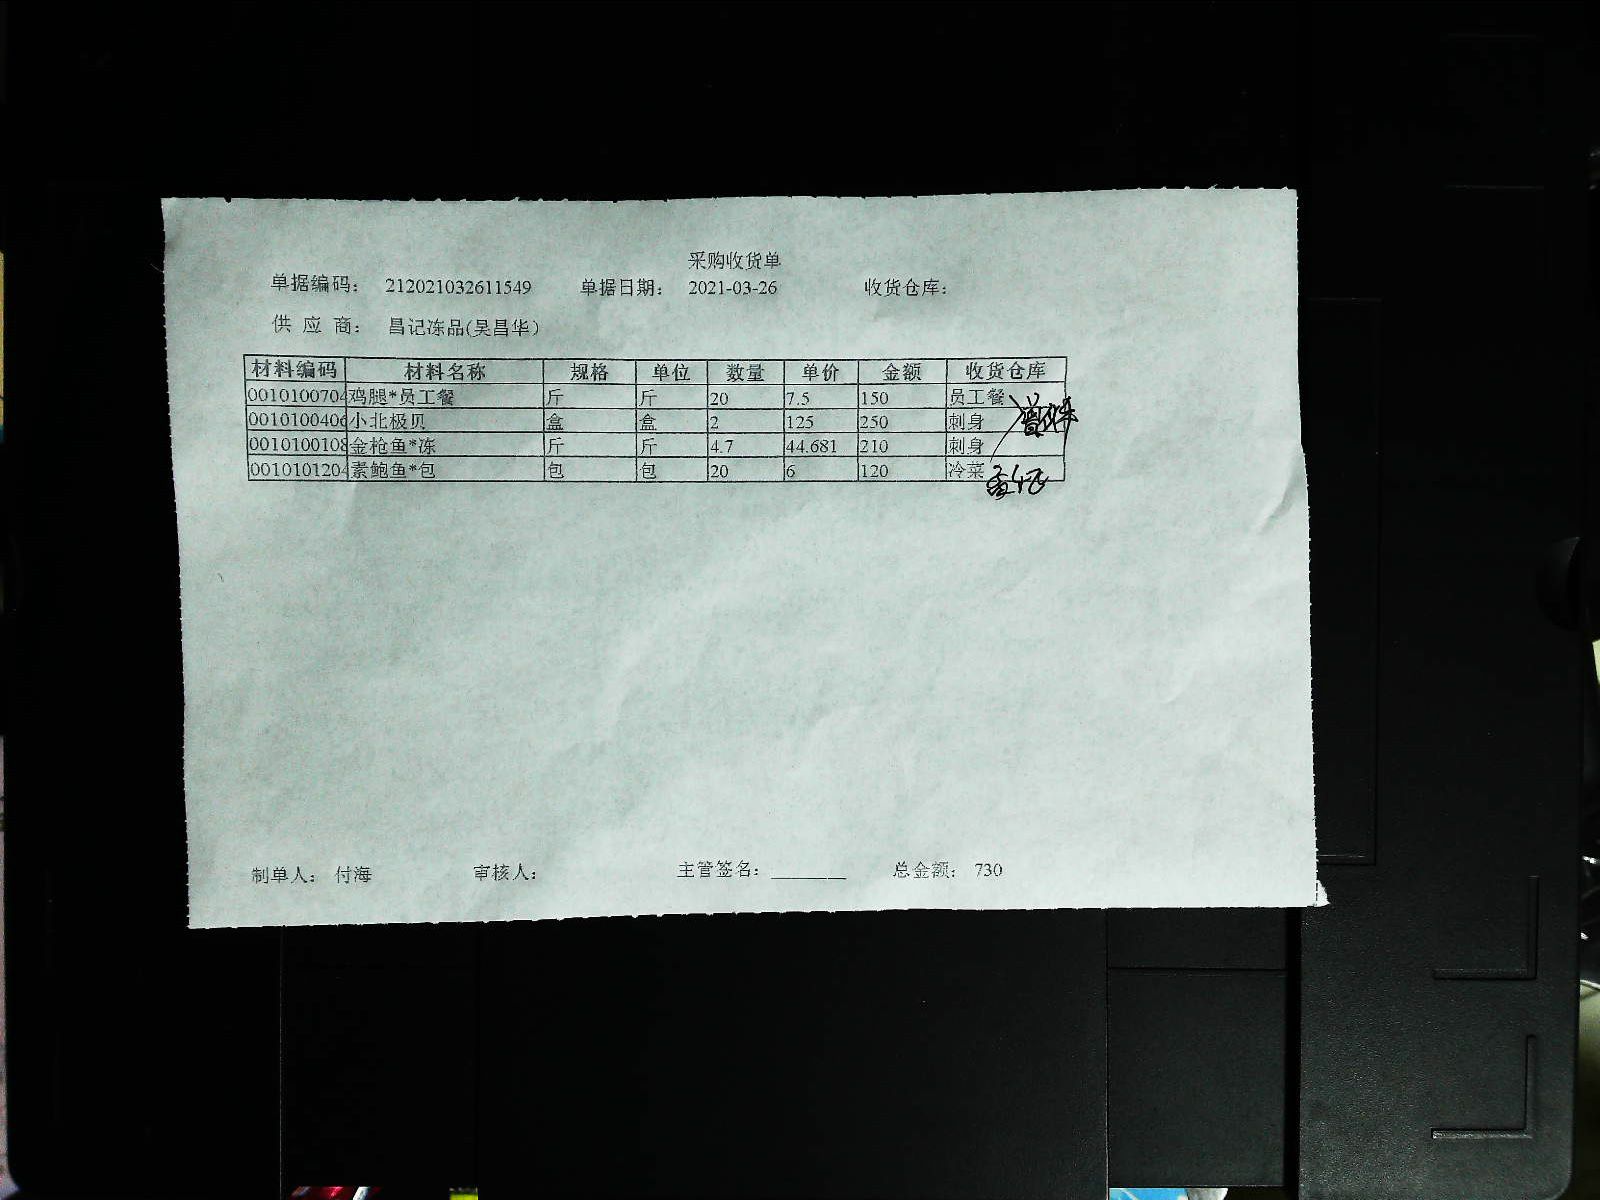 采购收货单
单据编码： 212021032611549 单据日期： 2021-03-26 收货仓库：
供 应 商： 昌记冻品(吴昌华）
材料编码 材料名称 规格 单位 数量 单价 金额 收货仓库
0010100704 鸡腿*员工餐 斤 斤 20 7.5 150 员工餐
0010100406 小北极贝 盒 盒 2 125 250 刺身
0010100108 金枪鱼*冻 斤 斤 4.7 44.681 210 刺身
0010101204 素鲍鱼*包 包 包 20 6 120 冷菜
制单人： 付海 审核人： 主管签名： 总金额： 730